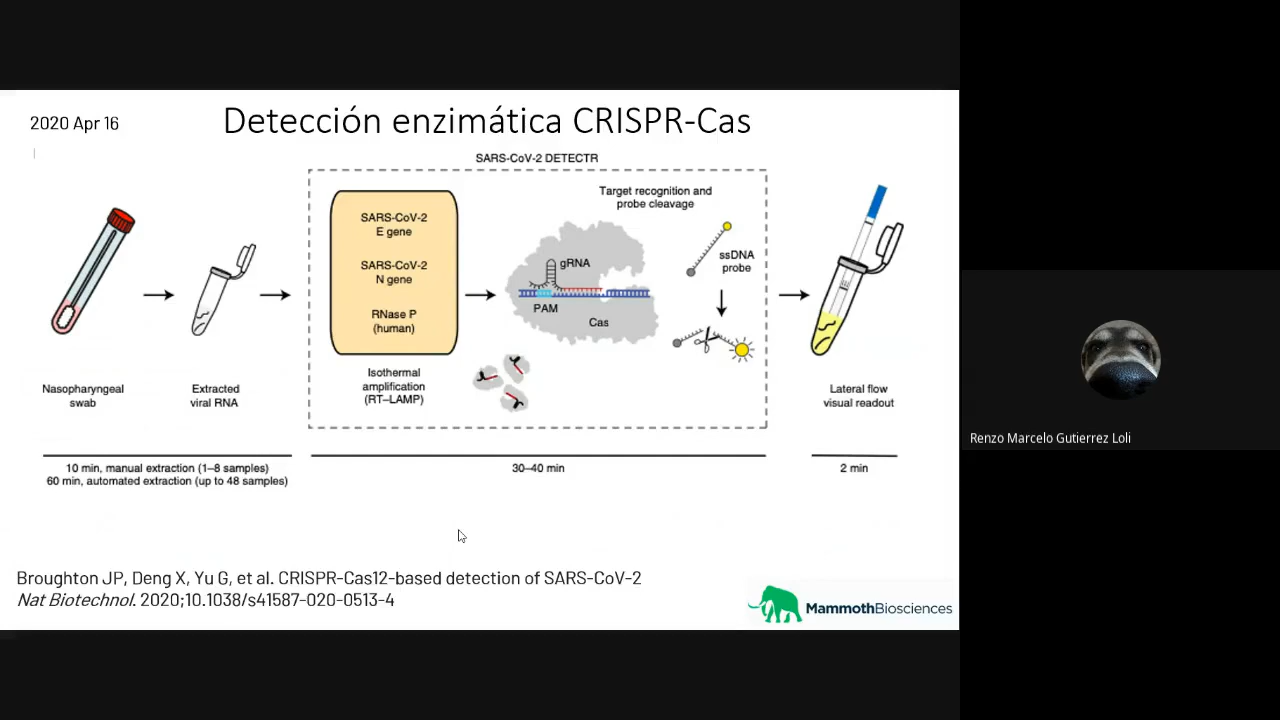 2020 Apr 16
Detección enzimática CRISPR-Cas
SARS-CoV-2 DETECTR
SARS-CoV-2
E gene
SARS-CoV-2
N gene
RNase P
(human)
Isothermal
amplification
(RT–LAMP)
Target recognition and
probe cleavage
gRNA
PAM
Cas
ssDNA
probe
Nasopharyngeal
swab
Extracted
viral RNA
Lateral flow
visual readout
10 min, manual extraction (1–8 samples)
60 min, automated extraction (up to 48 samples)
30–40 min
2 min
Broughton JP, Deng X, Yu G, et al. CRISPR-Cas12-based detection of SARS-CoV-2
Nat Biotechnol. 2020;10.1038/s41587-020-0513-4
MammothBiosciences
Renzo Marcelo Gutierrez Loli